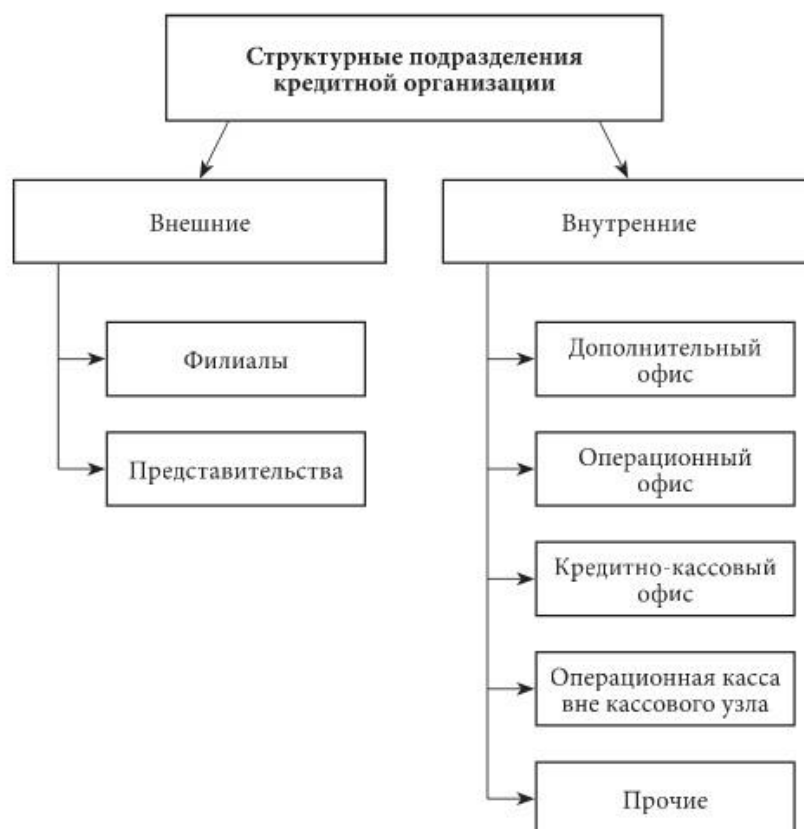 Структурные подразделения
кредитной организации
Внешние
Внутренние
Филиалы
Представительства
Дополнительный
офис
Операционный
офис
Кредитно-кассовый
офис
Операционная касса
вне кассового узла
Прочие